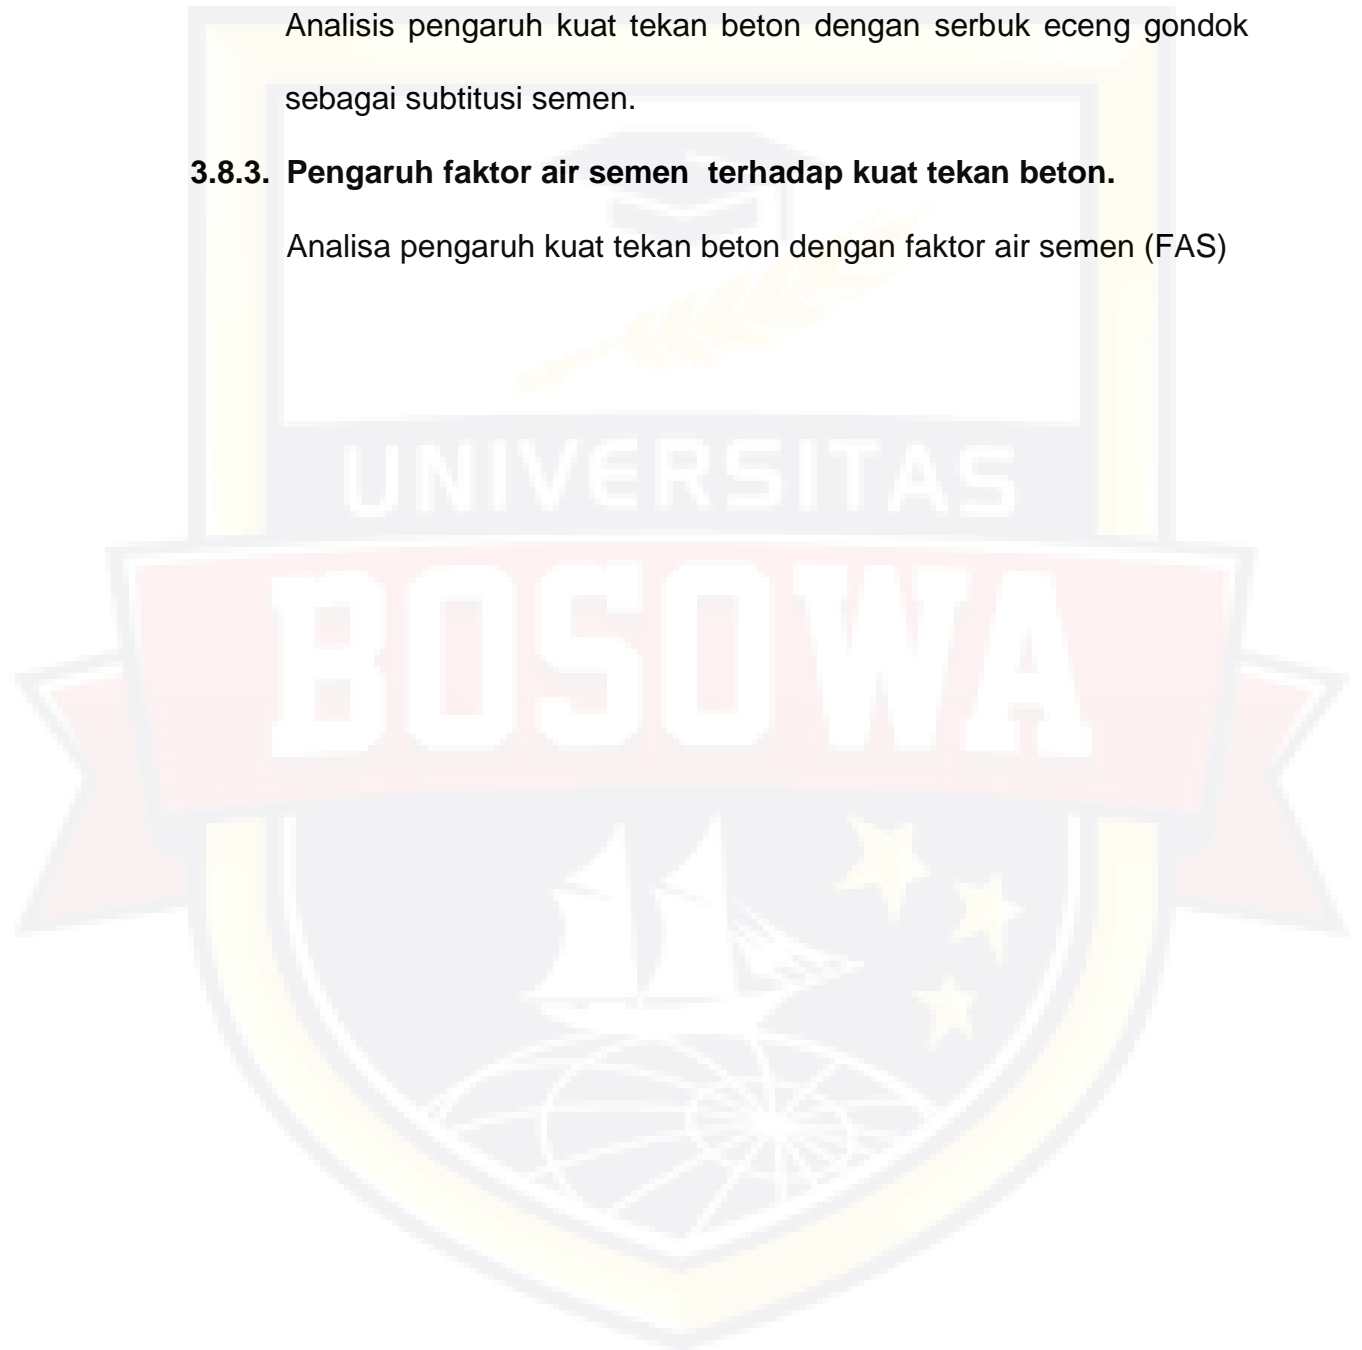 Analisis pengaruh kuat tekan beton dengan serbuk eceng gondok
sebagai subtitusi semen.
3.8.3. Pengaruh faktor air semen terhadap kuat tekan beton.
Analisa pengaruh kuat tekan beton dengan faktor air semen (FAS)
UNIVERSITAS
BOSOWA